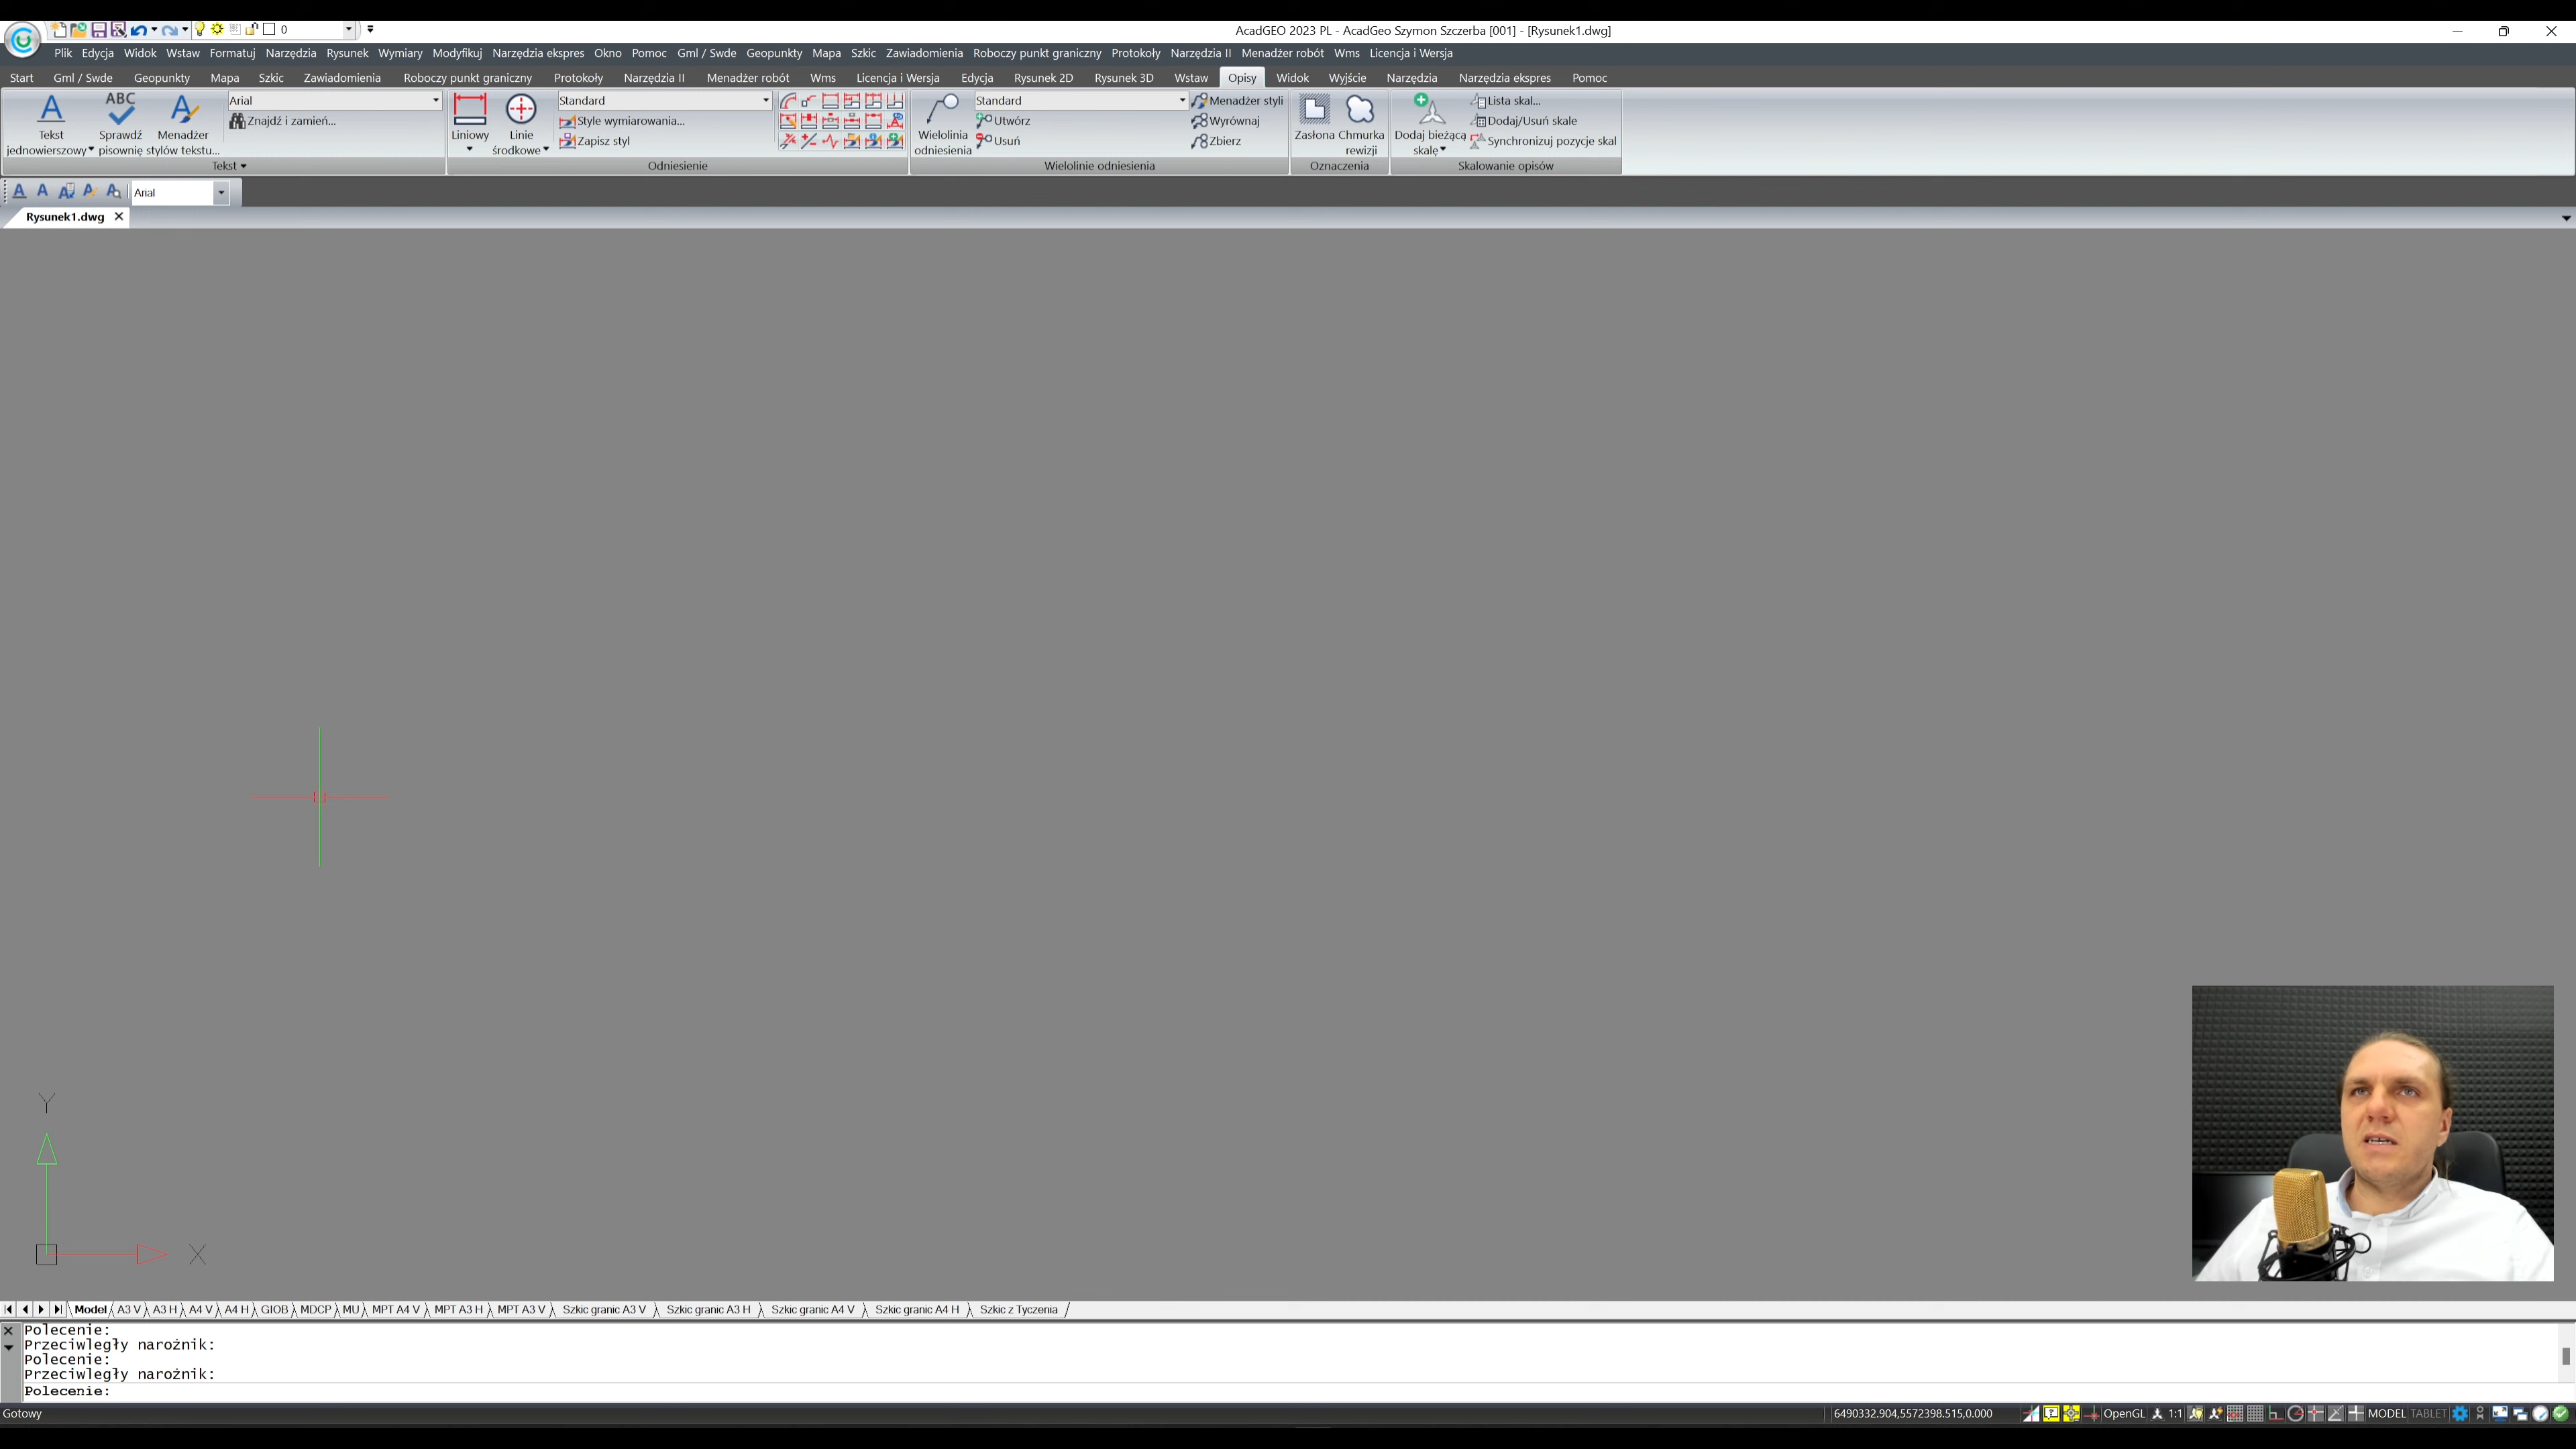 0
AcadGEO 2023 PL - AcadGeo Szymon Szczerba [001] - [Rysunek1.dwg]
Plik Edycja Widok Wstaw Formatuj Narzędzia Rysunek Wymiary Modyfikuj Narzędzia ekspres Okno Pomoc Gml / Swde Geopunkty Mapa Szkic Zawiadomienia Roboczy punkt graniczny Protokoły Narzędzia II Menadżer robót Wms Licencja i Wersja
Start Gml / Swde Geopunkty Mapa Szkic Zawiadomienia Roboczy punkt graniczny Protokoły Narzędzia II Menadżer robót Wms Licencja i Wersja Edycja Rysunek 2D Rysunek 3D Wstaw Opisy Widok Wyjście Narzędzia Narzędzia ekspres Pomoc
Tekst
jednowierszowy
ABC
Sprawdź
pisownię
Menadżer
stylów tekstu...
Arial
Znajdź i zamień...
Tekst
Liniowy
Linie
środkowe
Standard
Style wymiarowania...
Zapisz styl
Odniesienie
Wielolinia
odniesienia
Standard
Utwórz
Usuń
Menadżer styli
Wyrównaj
Zbierz
Wielolinie odniesienia
Zasłona
Chmurka
rewizji
Oznaczenia
Dodaj bieżącą
skalę
Lista skal...
Dodaj/Usuń skale
Synchronizuj pozycje skal
Skalowanie opisów
Arial
Rysunek1.dwg
Y
X
Model A3 V A3 H A4 V A4 H GIOB MDCP MU MPT A4 V MPT A3 H MPT A3 V Szkic granic A3 V Szkic granic A3 H Szkic granic A4 V Szkic granic A4 H Szkic z Tyczenia
Polecenie:
Przeciwległy narożnik:
Polecenie:
Przeciwległy narożnik:
Polecenie:
Gotowy
6490332.904,5572398.515,0.000
OpenGL 1:1 MODEL TABLET